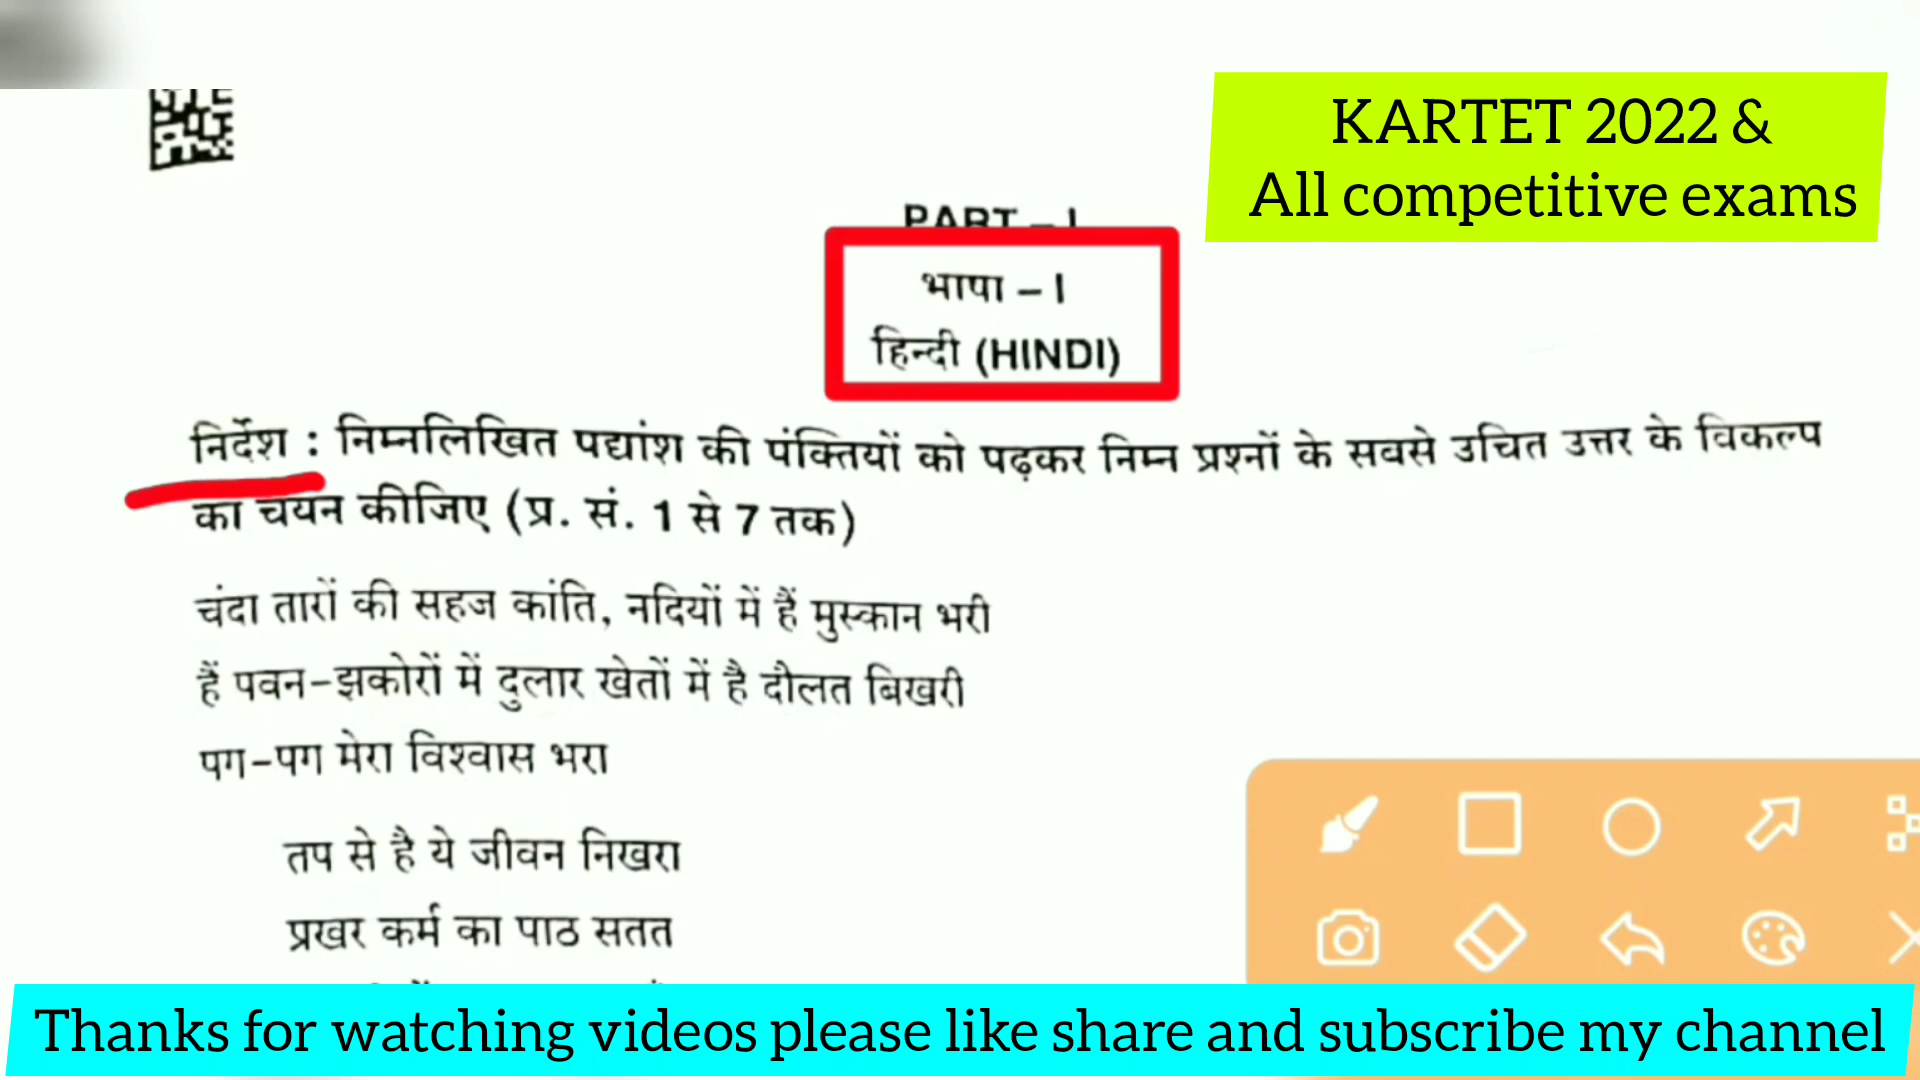 KARTET 2022 &
All competitive exams
PART – I
भाषा – I
हिन्दी (HINDI)
निर्देश : निम्नलिखित पद्यांश की पंक्तियों को पढ़कर निम्न प्रश्नों के सबसे उचित उत्तर के विकल्प
का चयन कीजिए (प्र. सं. 1 से 7 तक)
चंदा तारों की सहज कांति, नदियों में हैं मुस्कान भरी
हैं पवन-झकोरों में दुलार खेतों में है दौलत बिखरी
पग-पग मेरा विश्वास भरा
तप से है ये जीवन निखरा
प्रखर कर्म का पाठ सतत
Thanks for watching videos please like share and subscribe my channel